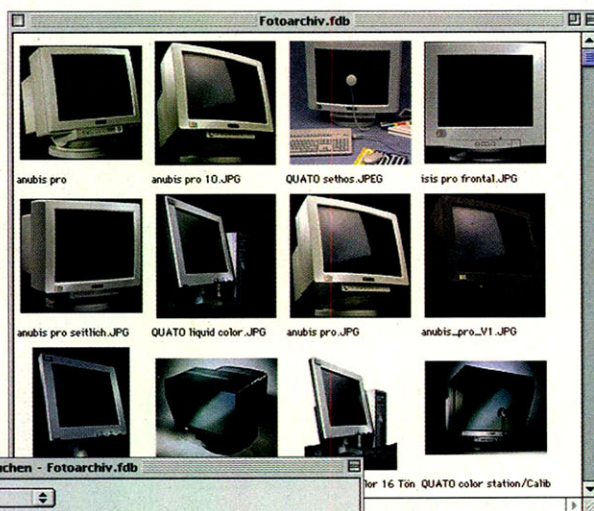 Fotoarchiv.fdb
anubis pro
anubis pro 10.JPG
QUATO sethos.JPEG
isis pro frontal.JPG
anubis pro seitlich.JPG
QUATO liquid color.JPG
anubis pro.JPG
anubis_pro_V1.JPG
uchen - Fotoarchiv.fdb
lor 16 Tön
QUATO color station/Calib